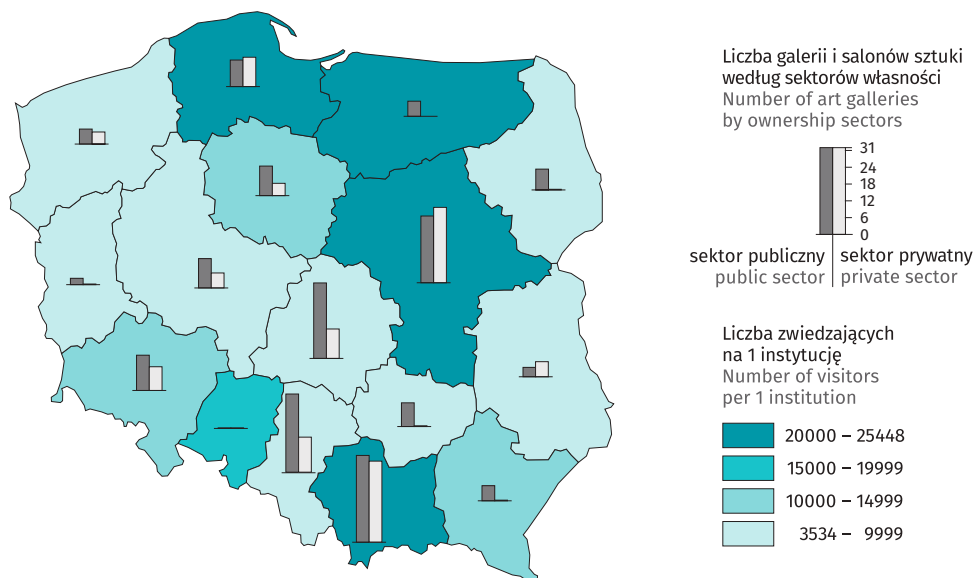 Liczba galerii i salonów sztuki
według sektorów własności
Number of art galleries
by ownership sectors
31
24
18
12
6
0
sektor publiczny
public sector
sektor prywatny
private sector
Liczba zwiedzających
na 1 instytucję
Number of visitors
per 1 institution
20000 – 25448
15000 – 19999
10000 – 14999
3534 – 9999